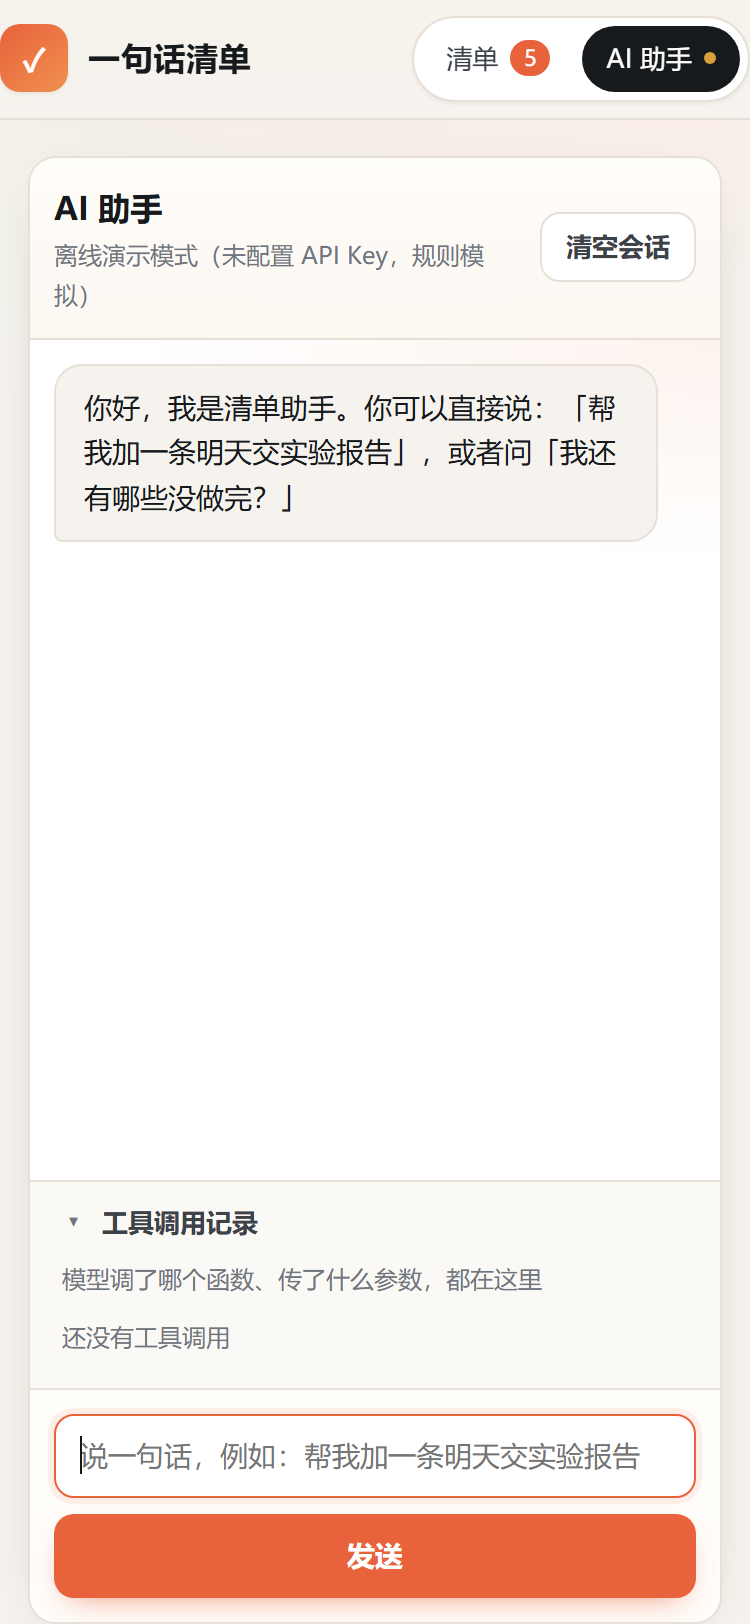 一句话清单
清单 5
AI 助手
AI 助手
离线演示模式（未配置 API Key，规则模
拟）
清空会话
你好，我是清单助手。你可以直接说：「帮
我加一条明天交实验报告」，或者问「我还
有哪些没做完？」
工具调用记录
模型调了哪个函数、传了什么参数，都在这里
还没有工具调用
说一句话，例如：帮我加一条明天交实验报告
发送